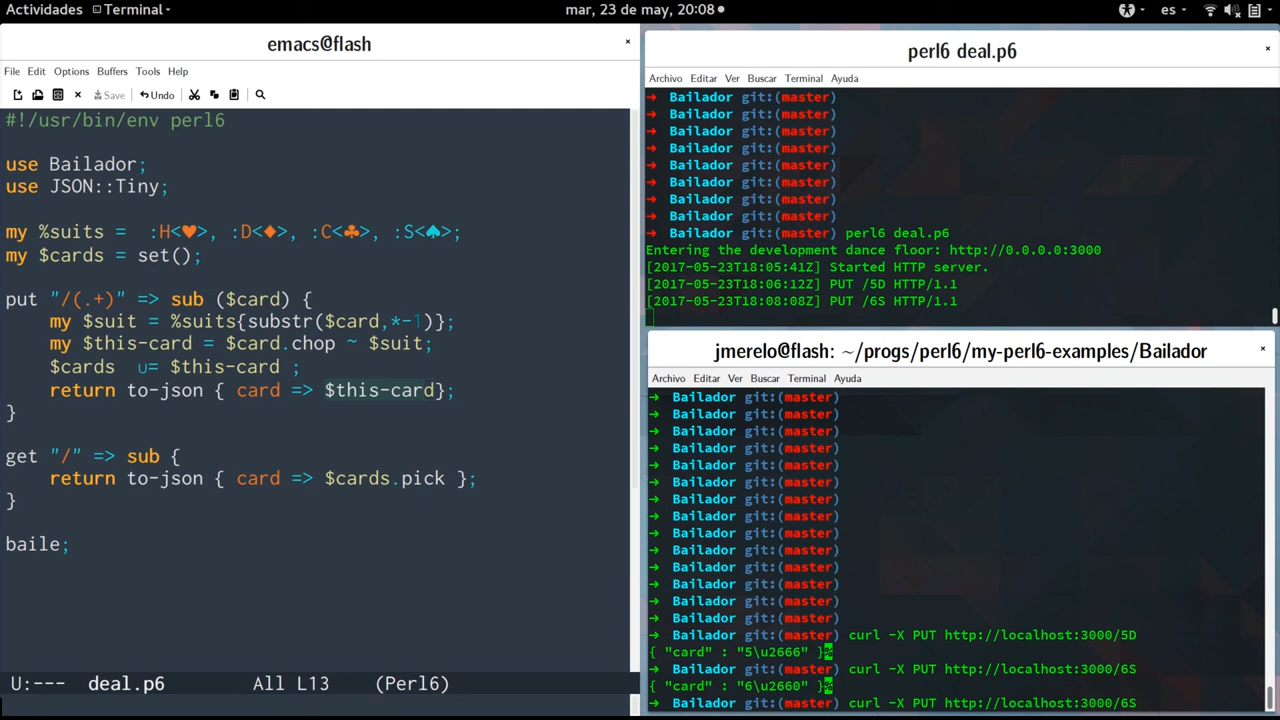 Actividades Terminal mar, 23 de may, 20:08 es
emacs@flash ×
File Edit Options Buffers Tools Help
Save Undo
#!/usr/bin/env perl6
use Bailador;
use JSON::Tiny;
my %suits = :H<♥>, :D<♦>, :C<♣>, :S<♠>;
my $cards = set();
put "/(.+)" => sub ($card) {
my $suit = %suits{substr($card,*-1)};
my $this-card = $card.chop ~ $suit;
$cards ∪= $this-card ;
return to-json { card => $this-card};
}
get "/" => sub {
return to-json { card => $cards.pick };
}
baile;
U:--- deal.p6 All L13 (Perl6)
perl6 deal.p6 ×
Archivo Editar Ver Buscar Terminal Ayuda
→ Bailador git:(master)
→ Bailador git:(master)
→ Bailador git:(master)
→ Bailador git:(master)
→ Bailador git:(master)
→ Bailador git:(master)
→ Bailador git:(master)
→ Bailador git:(master)
→ Bailador git:(master) perl6 deal.p6
Entering the development dance floor: http://0.0.0.0:3000
[2017-05-23T18:05:41Z] Started HTTP server.
[2017-05-23T18:06:12Z] PUT /5D HTTP/1.1
[2017-05-23T18:08:08Z] PUT /6S HTTP/1.1
jmerelo@flash: ~/progs/perl6/my-perl6-examples/Bailador ×
Archivo Editar Ver Buscar Terminal Ayuda
→ Bailador git:(master)
→ Bailador git:(master)
→ Bailador git:(master)
→ Bailador git:(master)
→ Bailador git:(master)
→ Bailador git:(master)
→ Bailador git:(master)
→ Bailador git:(master)
→ Bailador git:(master)
→ Bailador git:(master)
→ Bailador git:(master)
→ Bailador git:(master)
→ Bailador git:(master)
→ Bailador git:(master)
→ Bailador git:(master) curl -X PUT http://localhost:3000/5D
{ "card" : "5\u2666" }%
→ Bailador git:(master) curl -X PUT http://localhost:3000/6S
{ "card" : "6\u2660" }%
→ Bailador git:(master) curl -X PUT http://localhost:3000/6S